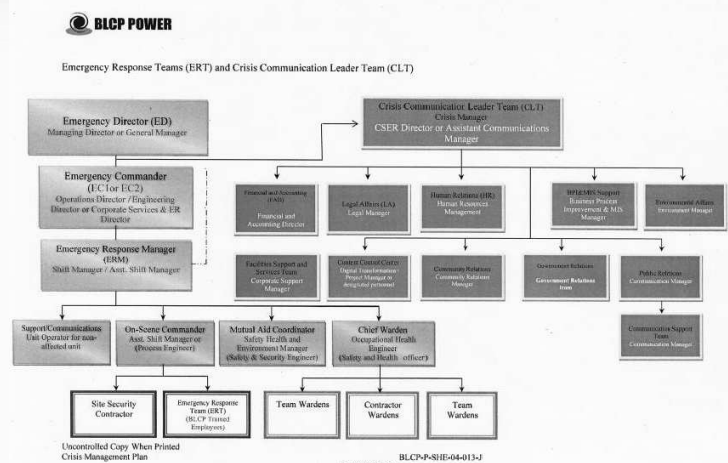 BLCP POWER
Emergency Response Teams (ERT) and Crisis Communication Leader Team (CLT)
Emergency Director (ED)
Managing Director or General Manager
Crisis Communication Leader Team (CLT)
Crisis Manager
CSER Director or Assistant Communications
Manager
Emergency Commander
(EC1or EC2)
Operations Director /Engineering
Director or Corporate Services & ER
Director
Financial and Accounting
(FAD)
Financial and
Accounting Director
Legal Affairs (LA)
Legal Manager
Human Relations (HR)
Human Resources
Management
Support
Business Process
Improvement & MIS
Manager
Environmental Affairs
Environment Manager
Emergency Response Manager
(ERM)
Shift Manager / Asst. Shift Manager
Facilities Support and
Services Team
Corporate Support
Manager
Control Center
Digital Transformation
Project Manager or
designated personnel
Community Relations
Community Relations
Manager
Government Relations
Government Relations
team
Public Relations
Communication Manager
Support/Communications
Unit Operator for non-
affected unit
On-Scene Commander
Asst. Shift Manager or
(Process Engineer)
Mutual Aid Coordinator
Safety Health and
Environment Manager
(Safety & Security Engineer)
Chief Warden
Occupational Health
Engineer
(Safety and Health officer)
Communication Support
Team
Communication Manager
Site Security
Contractor
Emergency Response
Team (ERT)
(BLCP Trained
Employees)
Team Wardens
Contractor
Wardens
Team
Wardens
Uncontrolled Copy When Printed
Crisis Management Plan
BLCP-P-SHE-04-013-J